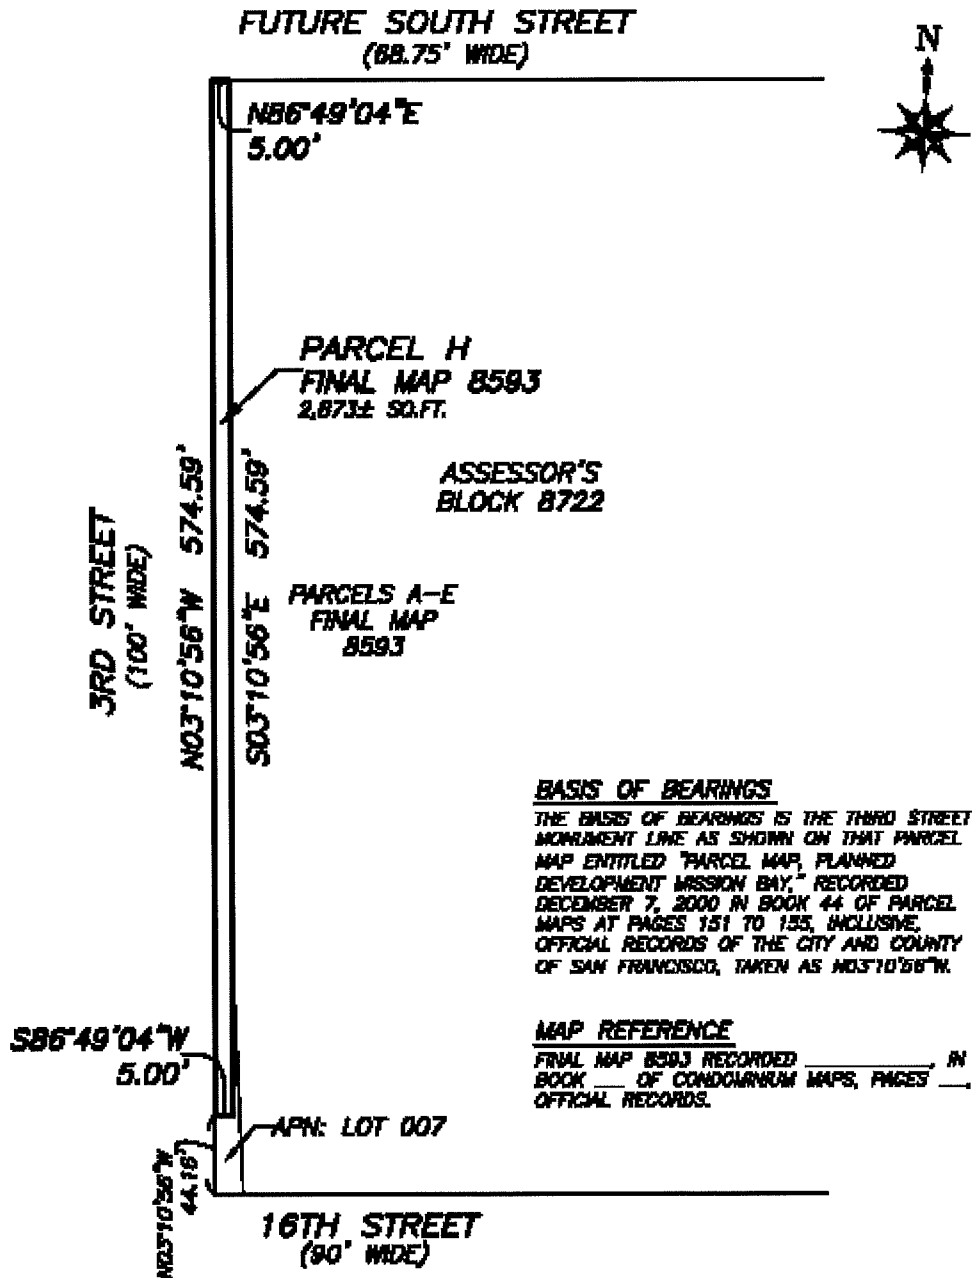 FUTURE SOUTH STREET
(68.75' WIDE)
N
N86°49'04"E
5.00'
PARCEL H
FINAL MAP 8593
2,873± SQ.FT.
ASSESSOR'S
BLOCK 8722
3RD STREET
(100' WIDE)
N03°10'56"W 574.59'
S03°10'56"E 574.59'
PARCELS A-E
FINAL MAP
8593
BASIS OF BEARINGS
THE BASIS OF BEARINGS IS THE THIRD STREET
MONUMENT LINE AS SHOWN ON THAT PARCEL
MAP ENTITLED "PARCEL MAP, PLANNED
DEVELOPMENT MISSION BAY," RECORDED
DECEMBER 7, 2000 IN BOOK 44 OF PARCEL
MAPS AT PAGES 151 TO 155, INCLUSIVE,
OFFICIAL RECORDS OF THE CITY AND COUNTY
OF SAN FRANCISCO, TAKEN AS N03°10'56"W.
MAP REFERENCE
FINAL MAP 8593 RECORDED ________, IN
BOOK ___ OF CONDOMINIUM MAPS, PAGES ___,
OFFICIAL RECORDS.
S86°49'04"W
5.00'
APN: LOT 007
N03°10'56"W
44.16'
16TH STREET
(90' WIDE)